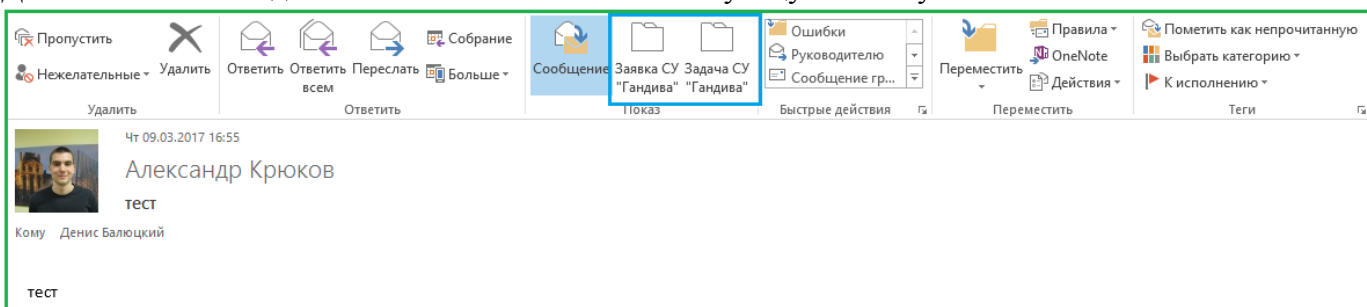 Пропустить
Нежелательные
Удалить
Удалить
Ответить
Ответить всем
Переслать
Собрание
Больше
Ответить
Сообщение
Заявка СУ "Гандива"
Задача СУ "Гандива"
Показ
Ошибки
Руководителю
Сообщение гр...
Быстрые действия
Переместить
Правила
OneNote
Действия
Переместить
Пометить как непрочитанную
Выбрать категорию
К исполнению
Теги
Чт 09.03.2017 16:55
Александр Крюков
тест
Кому Денис Балюцкий
тест